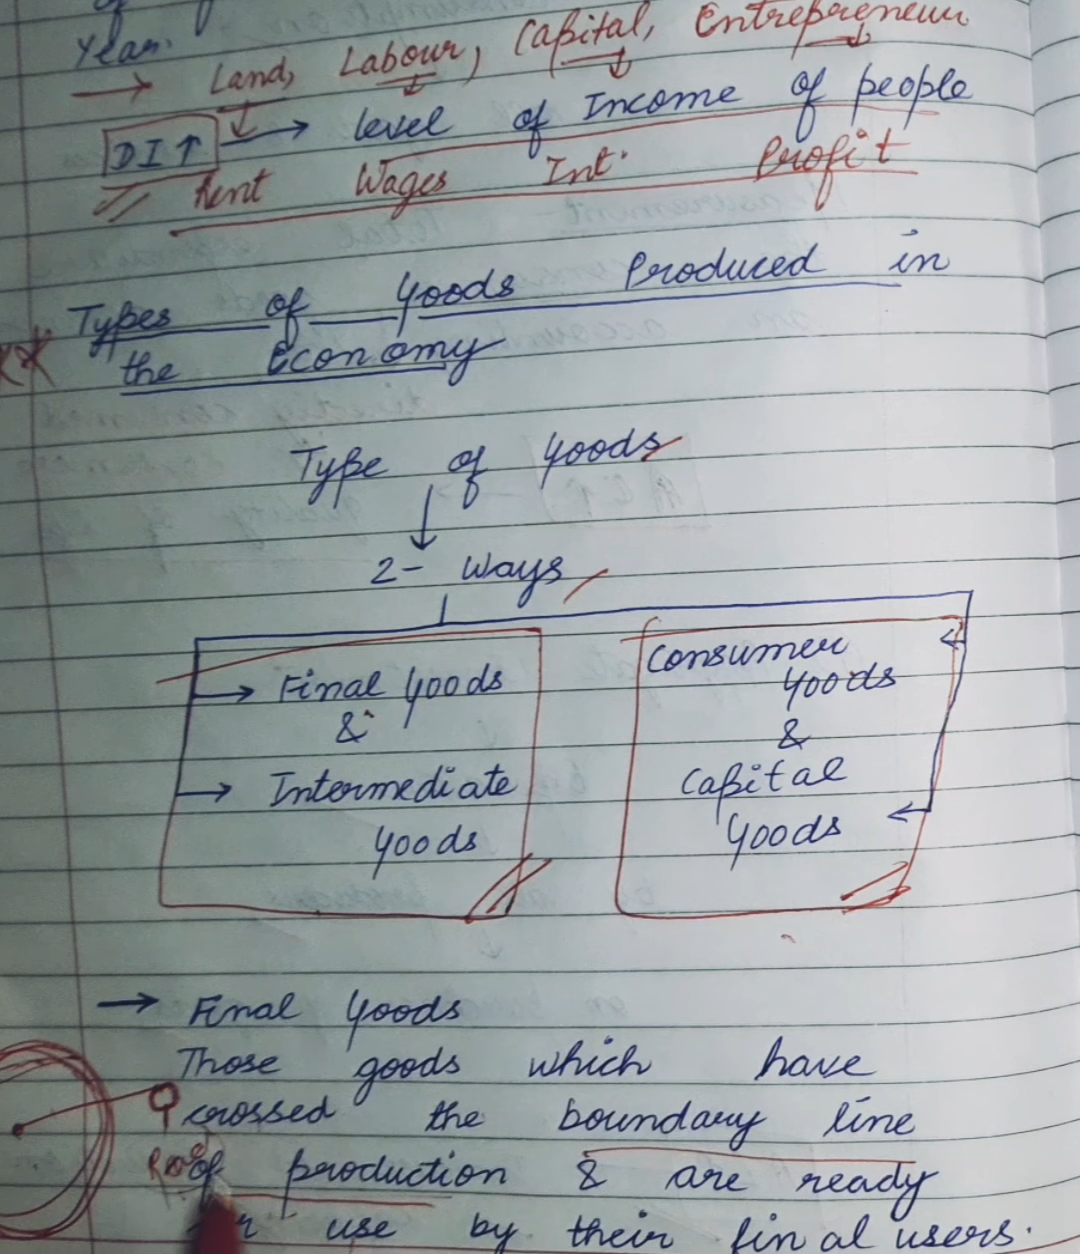 Year.
→ Land, Labour, Capital, Entrepreneur
DI↑ → level of Income of people
Rent Wages Int. Profit
Types of Goods Produced in
the Economy
Type of Goods
2- Ways
→ Final Goods
&
→ Intermediate
Goods
Consumer
Goods
&
Capital
Goods
→ Final Goods
Those goods which have
crossed the boundary line
of production & are ready
use by their final users.